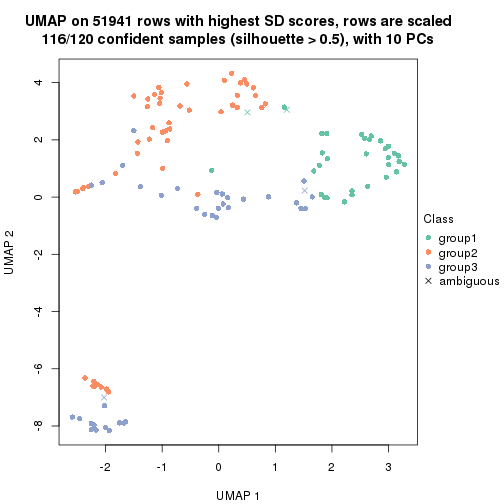 UMAP on 51941 rows with highest SD scores, rows are scaled
116/120 confident samples (silhouette > 0.5), with 10 PCs
4
2
0
-2
-4
-6
-8
UMAP 2
-2
-1
0
1
2
3
UMAP 1
Class
group1
group2
group3
ambiguous